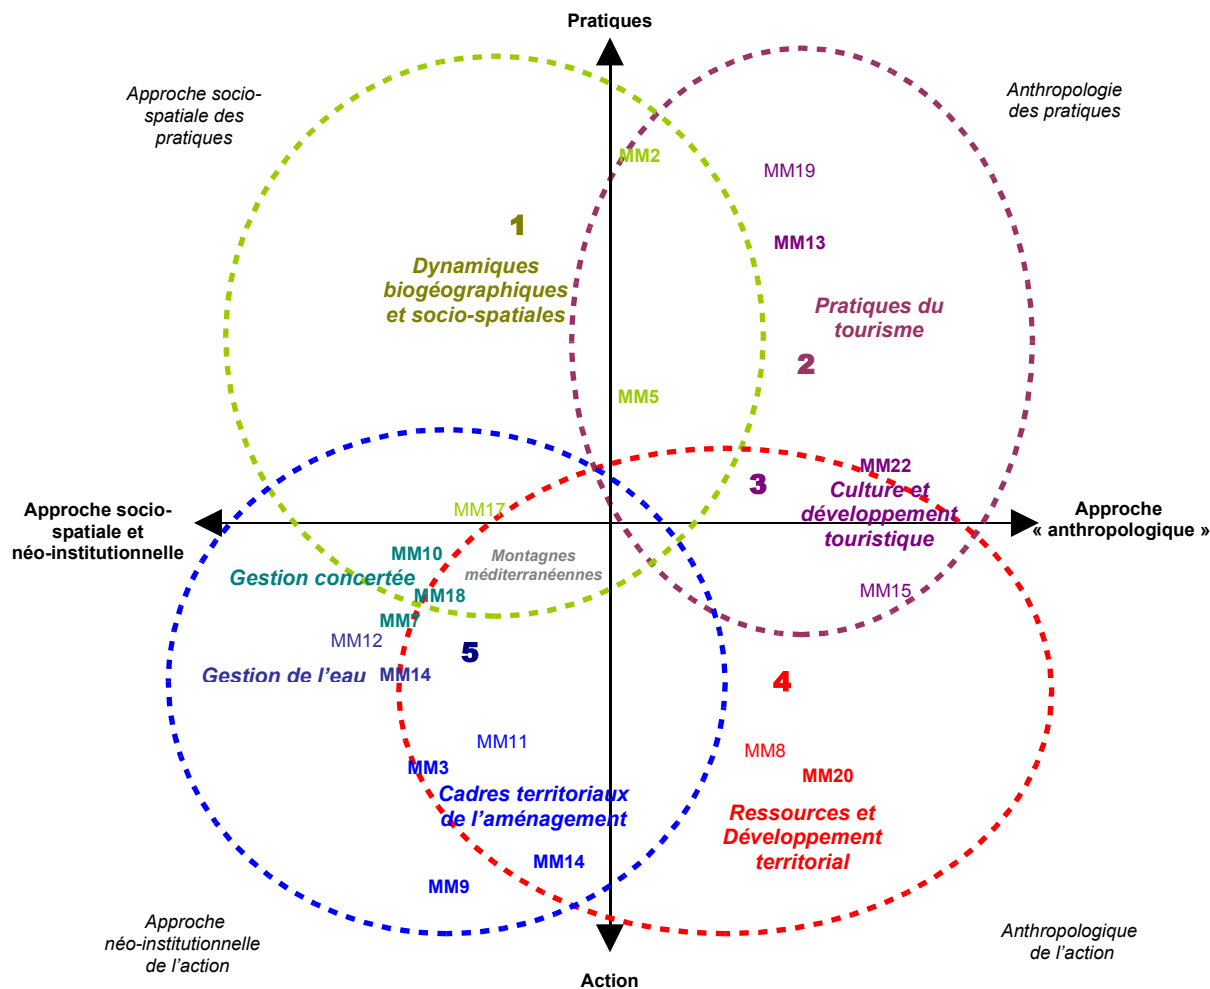 Pratiques
Approche socio-
spatiale des
pratiques
Anthropologie
des pratiques
MM2
MM19
1
MM13
Dynamiques
biogéographiques
et socio-spatiales
Pratiques du
tourisme
2
MM5
MM22
3
Culture et
développement
touristique
Approche socio-
spatiale et
néo-institutionnelle
MM17
Approche
« anthropologique »
MM10
Montagnes
méditerranéennes
Gestion concertée
MM18
MM15
MM7
MM12
5
Gestion de l’eau
MM14
4
MM11
MM8
MM3
MM20
Cadres territoriaux
de l’aménagement
Ressources et
Développement
territorial
MM14
MM9
Approche
néo-institutionnelle
de l’action
Anthropologique
de l’action
Action